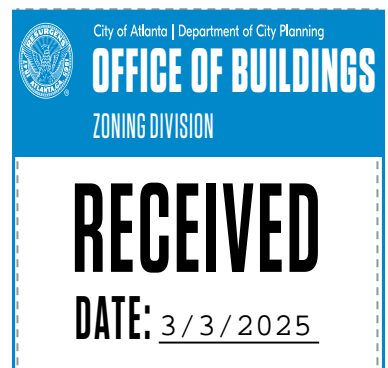 City of Atlanta | Department of City Planning
OFFICE OF BUILDINGS
ZONING DIVISION
RECEIVED
DATE: 3/3/2025